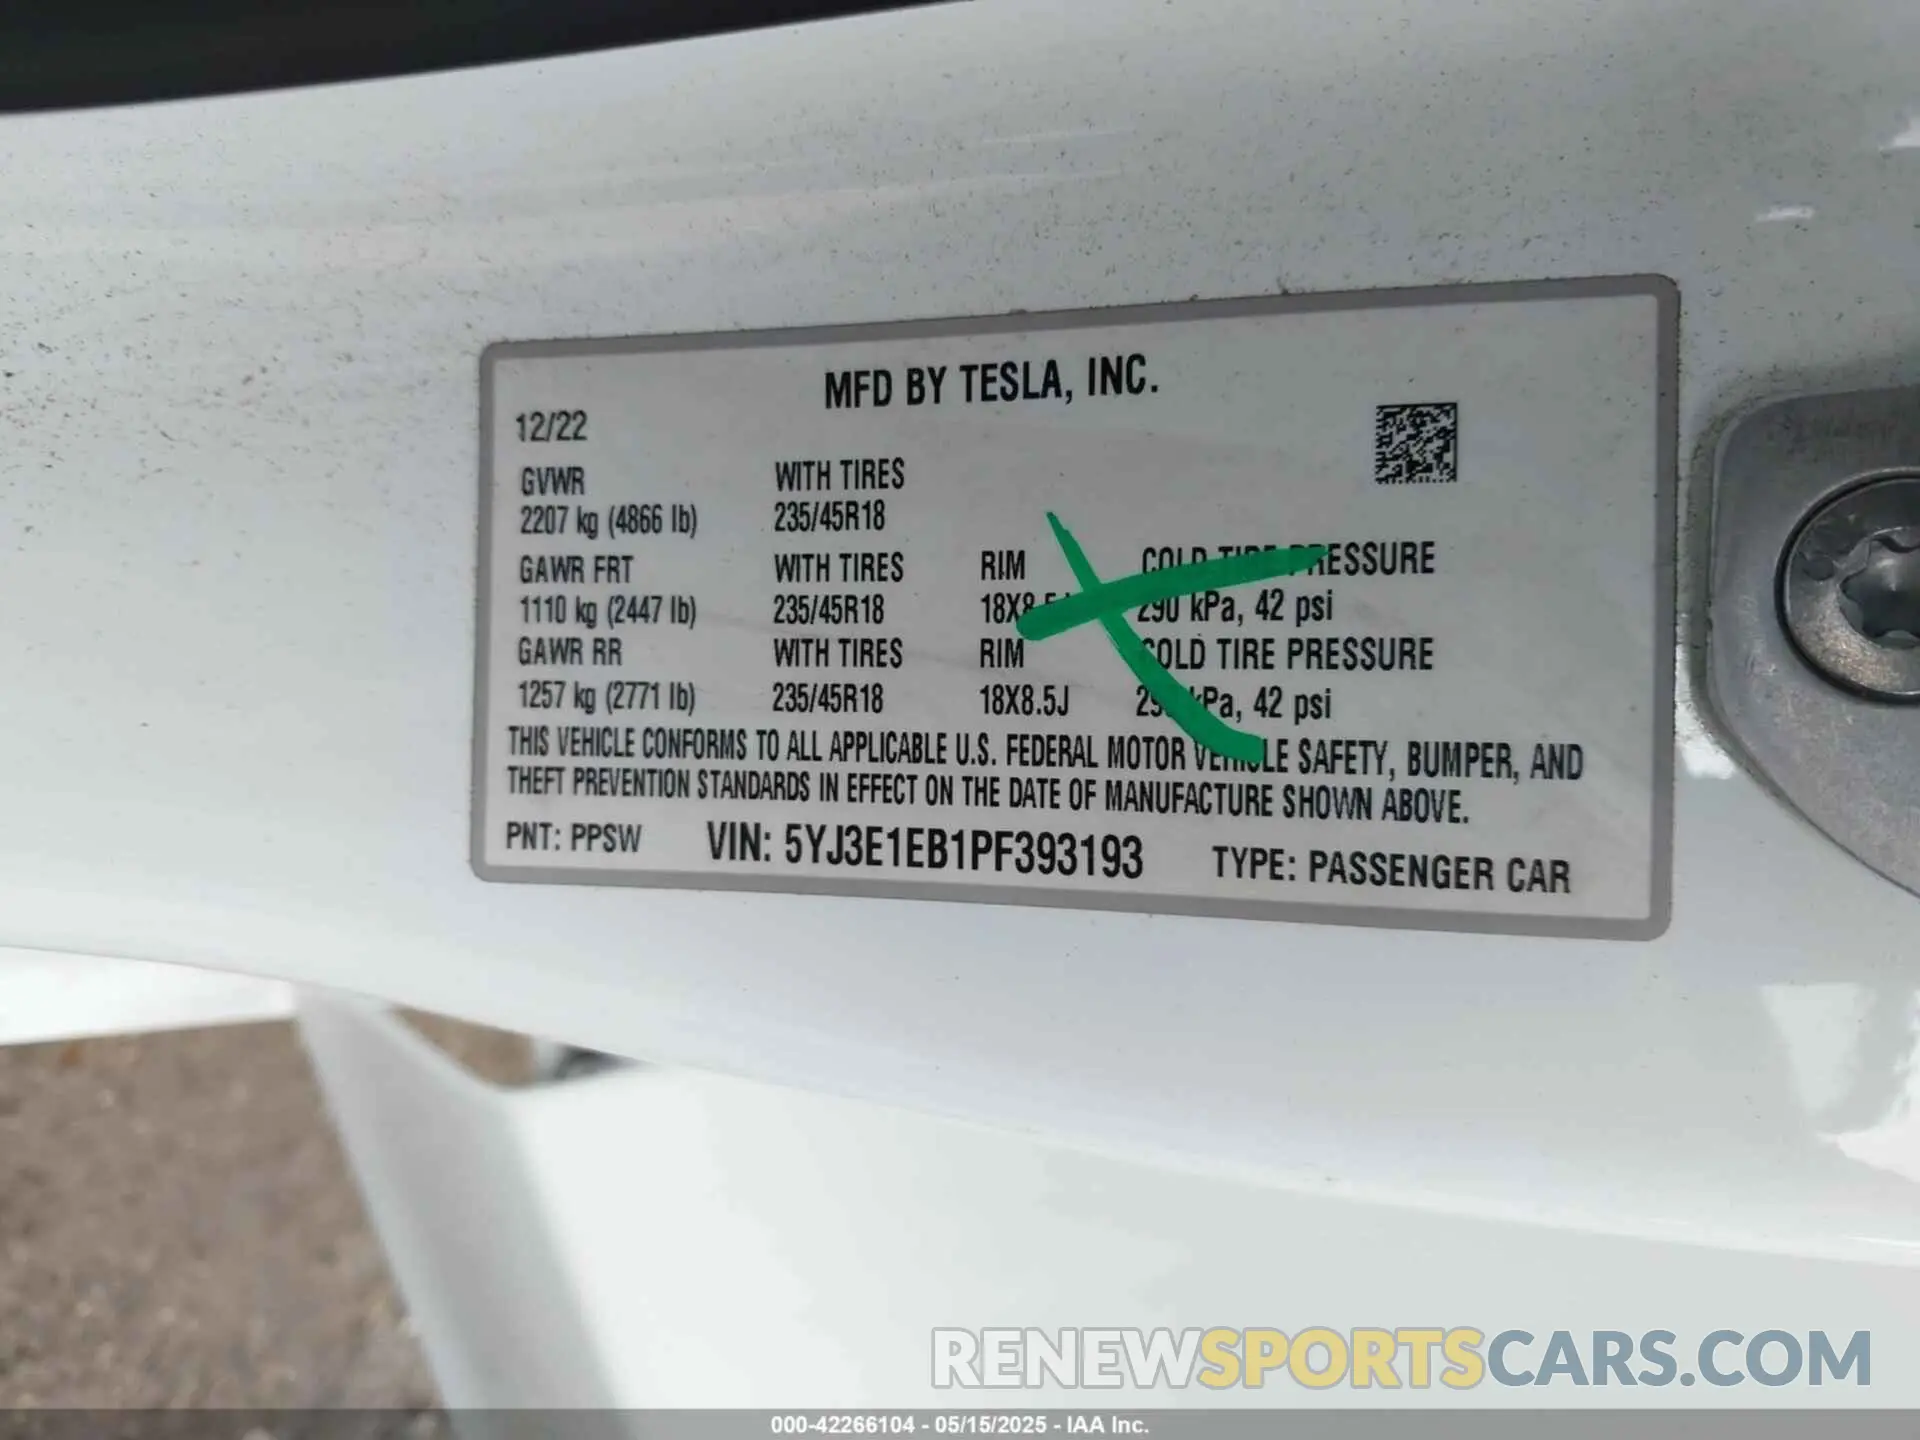 MFD BY TESLA, INC.
12/22
GVWR WITH TIRES
2207 kg (4866 lb) 235/45R18
GAWR FRT WITH TIRES RIM COLD TIRE PRESSURE
1110 kg (2447 lb) 235/45R18 18X8.5J 290 kPa, 42 psi
GAWR RR WITH TIRES RIM COLD TIRE PRESSURE
1257 kg (2771 lb) 235/45R18 18X8.5J 290 kPa, 42 psi
THIS VEHICLE CONFORMS TO ALL APPLICABLE U.S. FEDERAL MOTOR VEHICLE SAFETY, BUMPER, AND
THEFT PREVENTION STANDARDS IN EFFECT ON THE DATE OF MANUFACTURE SHOWN ABOVE.
PNT: PPSW VIN: 5YJ3E1EB1PF393193 TYPE: PASSENGER CAR
RENEWSPORTSCARS.COM
000-42266104 - 05/15/2025 - IAA Inc.